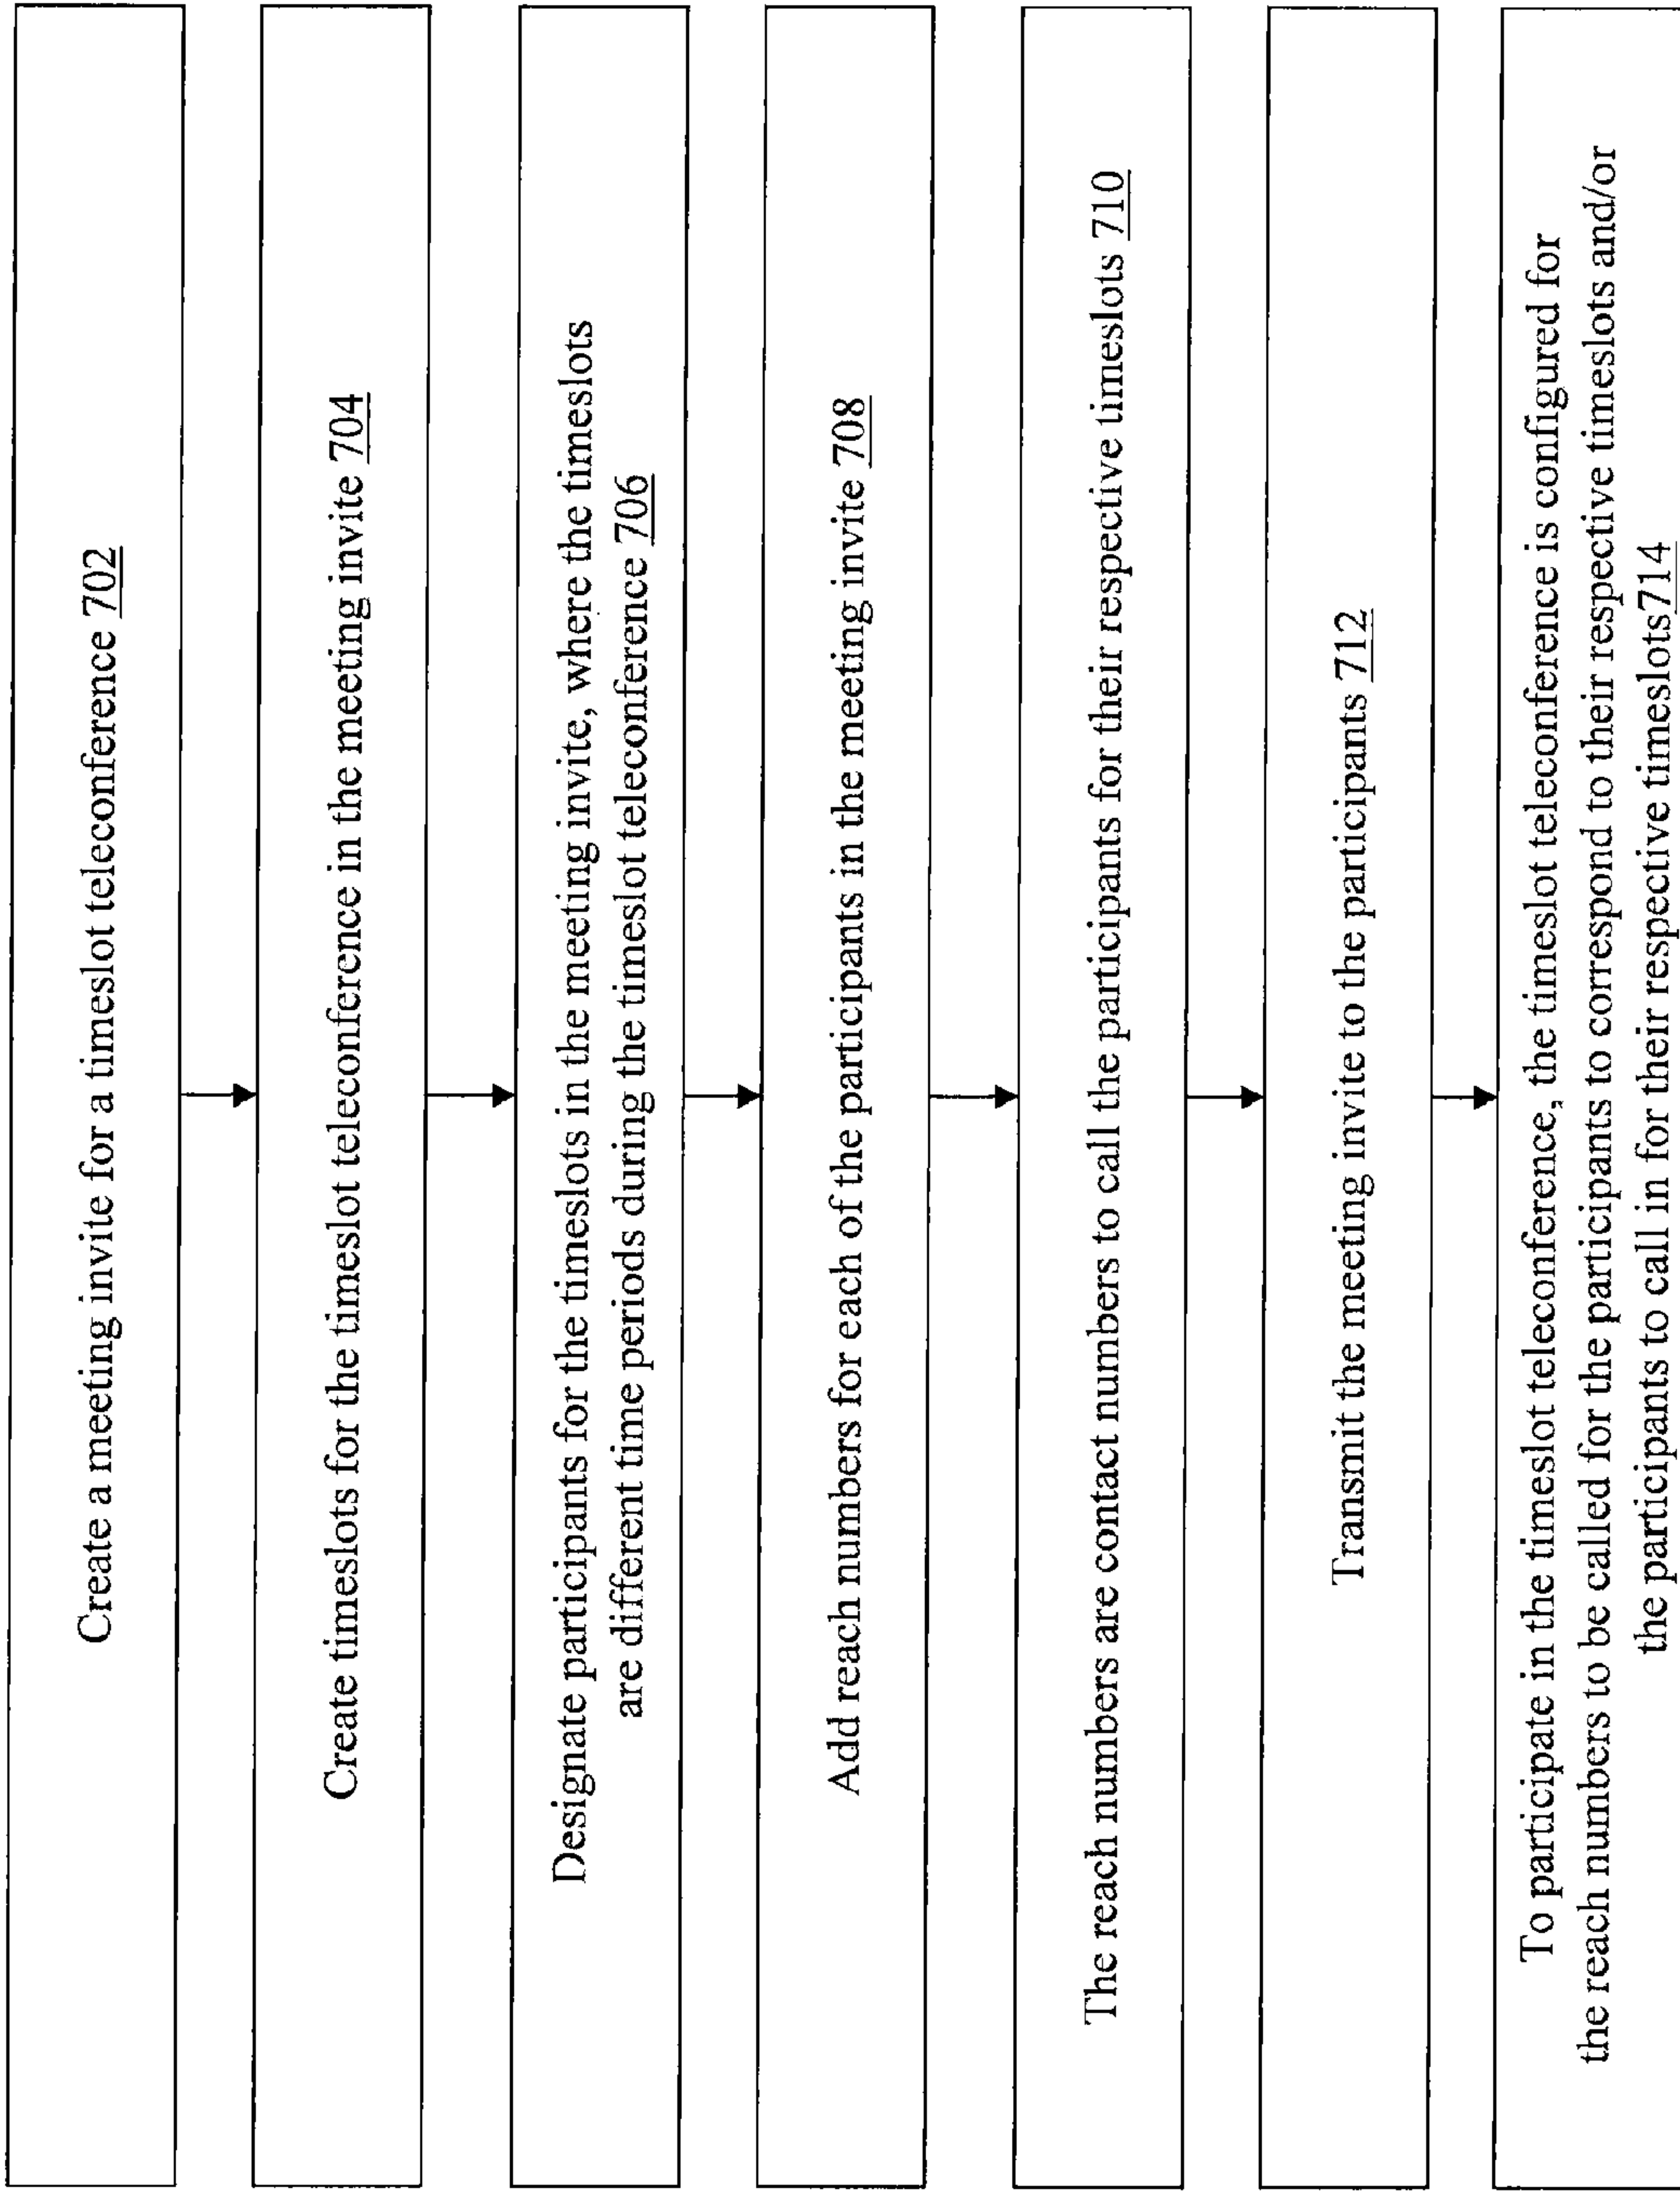 Create a meeting invite for a timeslot teleconference 702
Create timeslots for the timeslot teleconference in the meeting invite 704
Designate participants for the timeslots in the meeting invite, where the timeslots
are different time periods during the timeslot teleconference 706
Add reach numbers for each of the participants in the meeting invite 708
The reach numbers are contact numbers to call the participants for their respective timeslots 710
Transmit the meeting invite to the participants 712
To participate in the timeslot teleconference, the timeslot teleconference is configured for
the reach numbers to be called for the participants to correspond to their respective timeslots and/or
the participants to call in for their respective timeslots714